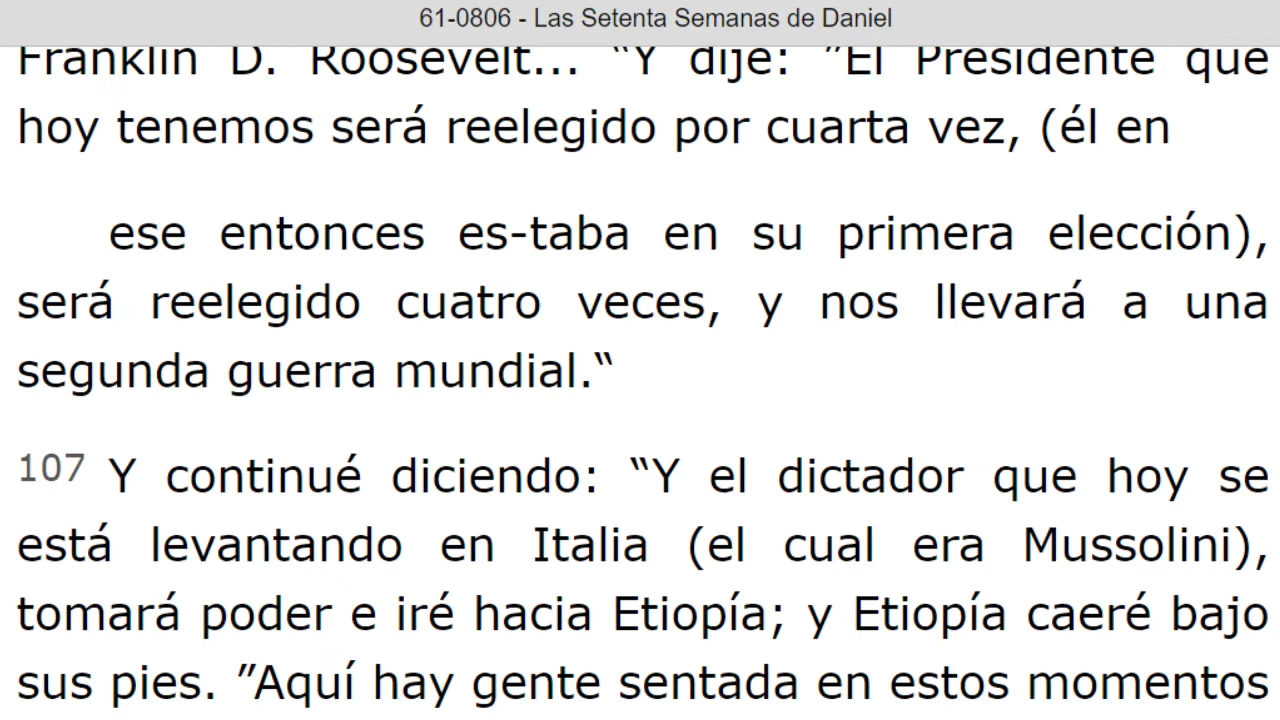 61-0806 - Las Setenta Semanas de Daniel
Franklin D. Roosevelt... “Y dije: ”El Presidente que
hoy tenemos será reelegido por cuarta vez, (él en
ese entonces es-taba en su primera elección),
será reelegido cuatro veces, y nos llevará a una
segunda guerra mundial.“
107 Y continué diciendo: “Y el dictador que hoy se
está levantando en Italia (el cual era Mussolini),
tomará poder e iré hacia Etiopía; y Etiopía caeré bajo
sus pies. ”Aquí hay gente sentada en estos momentos